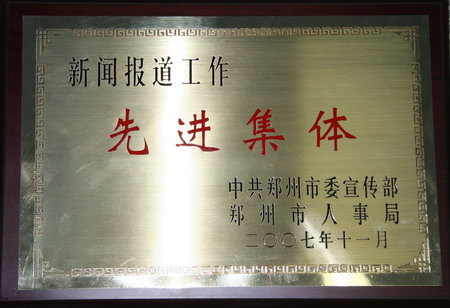 新闻报道工作
先进集体
中共郑州市委宣传部
郑州市人事局
二〇〇七年十一月